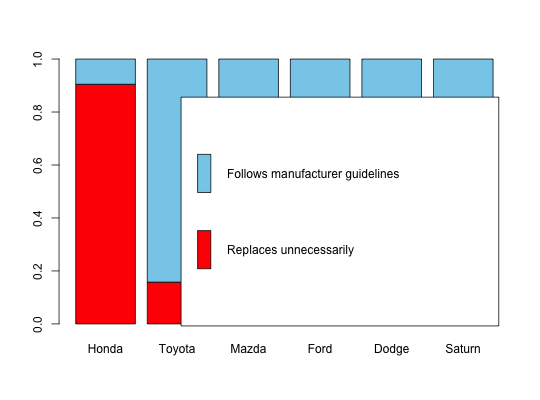 1.0
0.8
0.6
0.4
0.2
0.0
Follows manufacturer guidelines
Replaces unnecessarily
Honda Toyota Mazda Ford Dodge Saturn